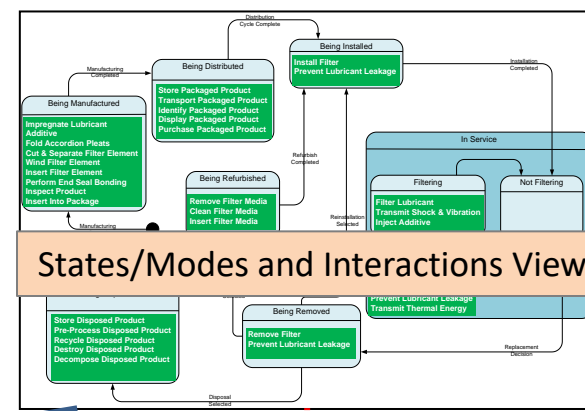 Distribution
Cycle Complete
Being Installed
Install Filter
Prevent Lubricant Leakage
Manufacturing
Completed
Being Distributed
Store Packaged Product
Transport Packaged Product
Identify Packaged Product
Display Packaged Product
Purchase Packaged Product
Installation
Completed
Being Manufactured
Impregnate Lubricant
Additive
Fold Accordion Pleats
Cut & Separate Filter Element
Wind Filter Element
Insert Filter Element
Perform End Seal Bonding
Inspect Product
Insert Into Package
Refurbish
Completed
In Service
Being Refurbished
Remove Filter Media
Clean Filter Media
Insert Filter Media
Filtering
Filter Lubricant
Transmit Shock & Vibration
Inject Additive
Not Filtering
Manufacturing
Reinstallation
Selected
States/Modes and Interactions View
Prevent Lubricant Leakage
Transmit Thermal Energy
Store Disposed Product
Pre-Process Disposed Product
Recycle Disposed Product
Destroy Disposed Product
Decompose Disposed Product
Being Removed
Remove Filter
Prevent Lubricant Leakage
Replacement
Decision
Disposal
Selected